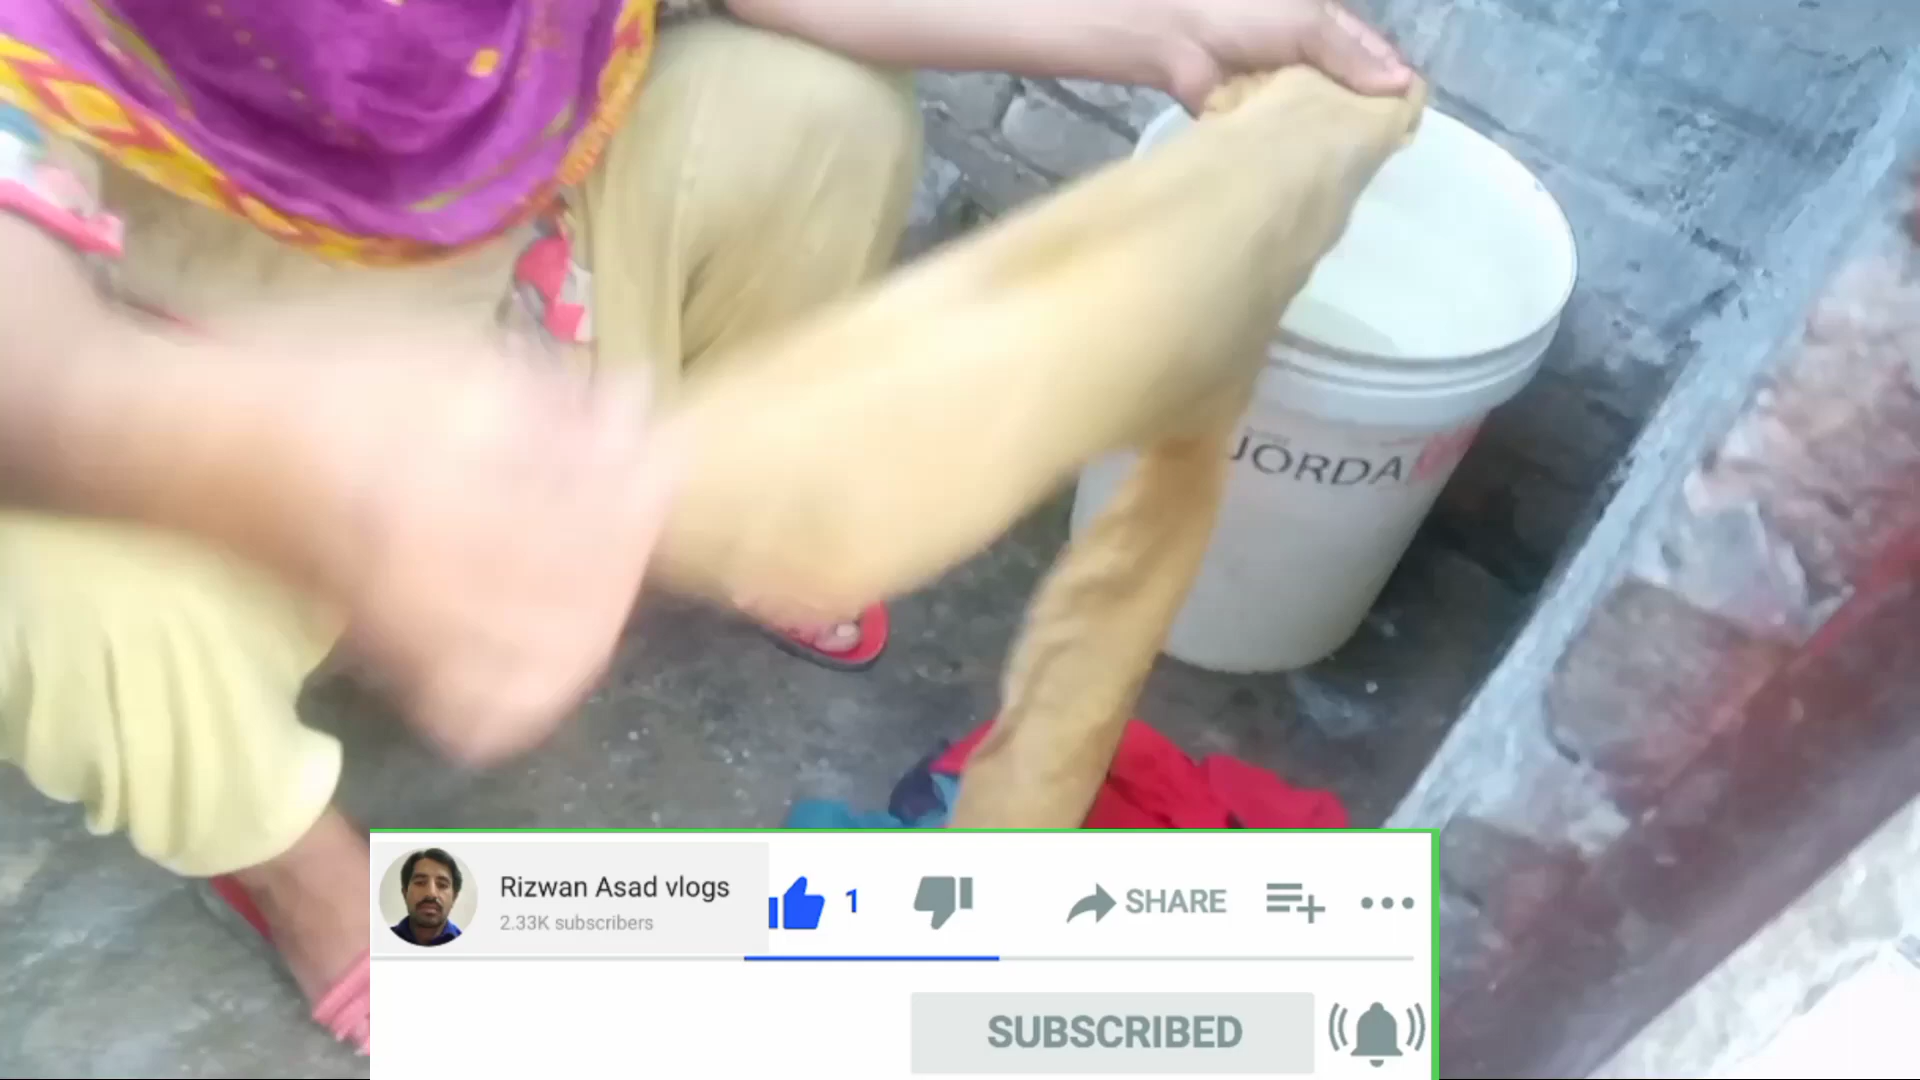 JORDA
Rizwan Asad vlogs
2.33K subscribers
1
SHARE
SUBSCRIBED